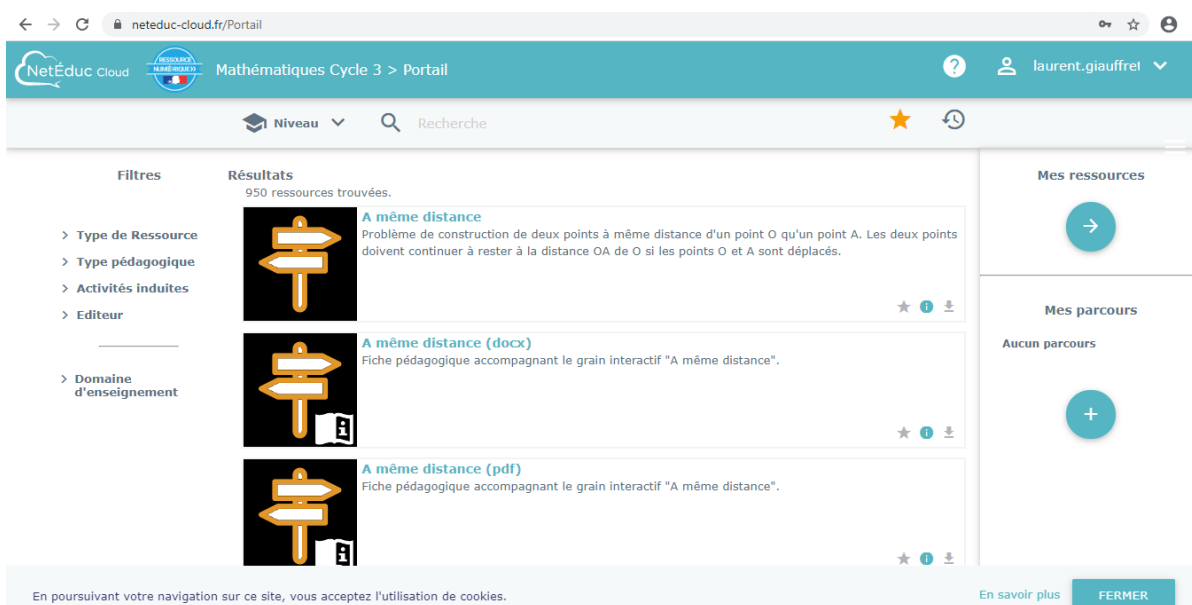 neteduc-cloud.fr/Portail
NetÉduc Cloud
RESSOURCE
NUMÉRIQUE
Mathématiques Cycle 3 > Portail
?
laurent.giauffret
Niveau
Recherche
Filtres
Type de Ressource
Type pédagogique
Activités induites
Editeur
Domaine
d'enseignement
Résultats
950 ressources trouvées.
A même distance
Problème de construction de deux points à même distance d'un point O qu'un point A. Les deux points
doivent continuer à rester à la distance OA de O si les points O et A sont déplacés.
A même distance (docx)
Fiche pédagogique accompagnant le grain interactif "A même distance".
A même distance (pdf)
Fiche pédagogique accompagnant le grain interactif "A même distance".
Mes ressources
Mes parcours
Aucun parcours
En poursuivant votre navigation sur ce site, vous acceptez l'utilisation de cookies.
En savoir plus
FERMER